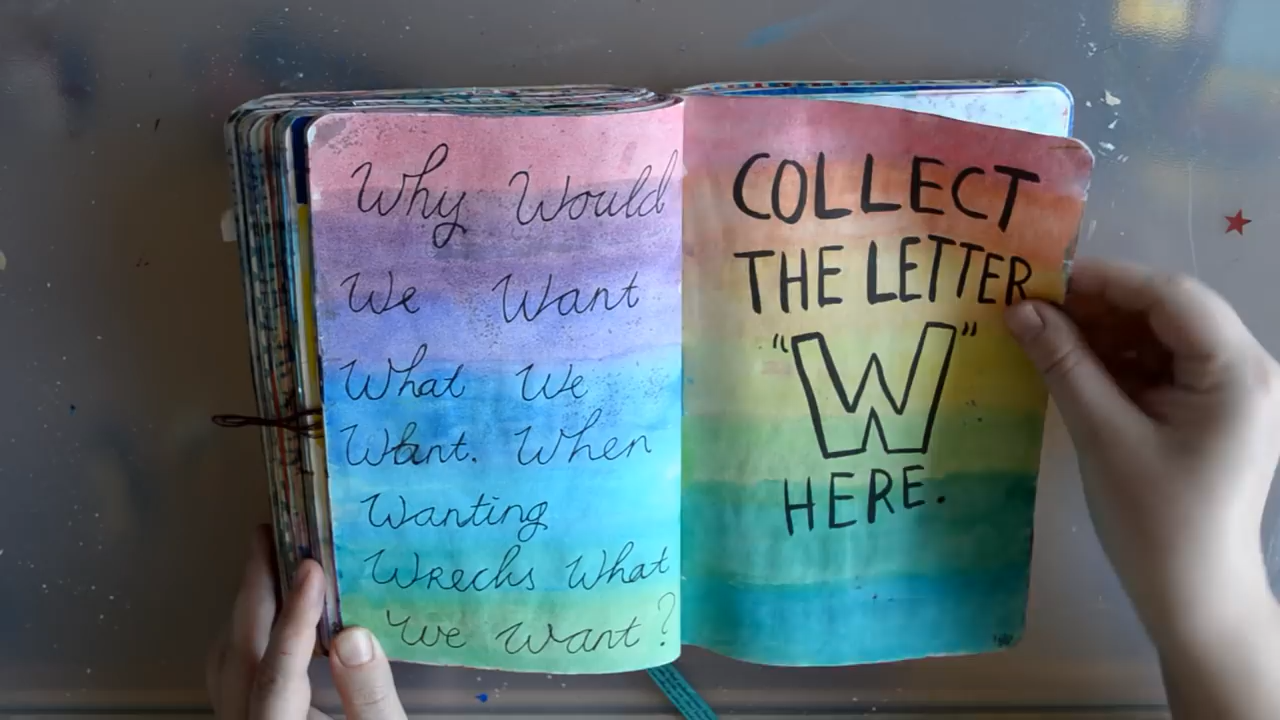 Why Would
We Want
What We
Want. When
Wanting
Wrecks What
We Want?
COLLECT
THE LETTER
"W"
HERE.